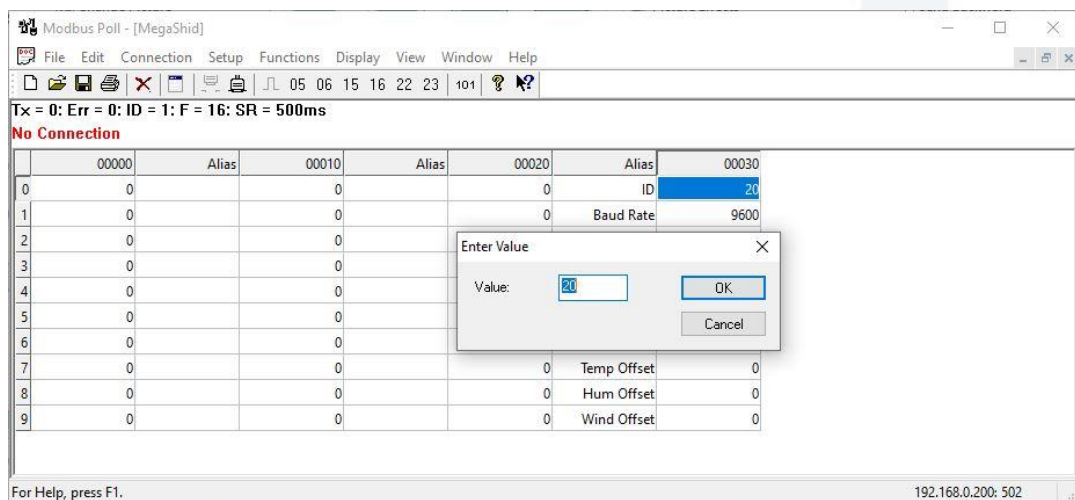 Modbus Poll - [MegaShid]
File Edit Connection Setup Functions Display View Window Help
05 06 15 16 22 23 101
Tx = 0: Err = 0: ID = 1: F = 16: SR = 500ms
No Connection
00000 Alias 00010 Alias 00020 Alias 00030
0 0 0 0 ID 20
1 0 0 0 Baud Rate 9600
2 0 0
3 0 0
4 0 0
5 0 0
6 0 0
7 0 0 0 Temp Offset 0
8 0 0 0 Hum Offset 0
9 0 0 0 Wind Offset 0
Enter Value
Value: 20 OK
Cancel
For Help, press F1. 192.168.0.200: 502